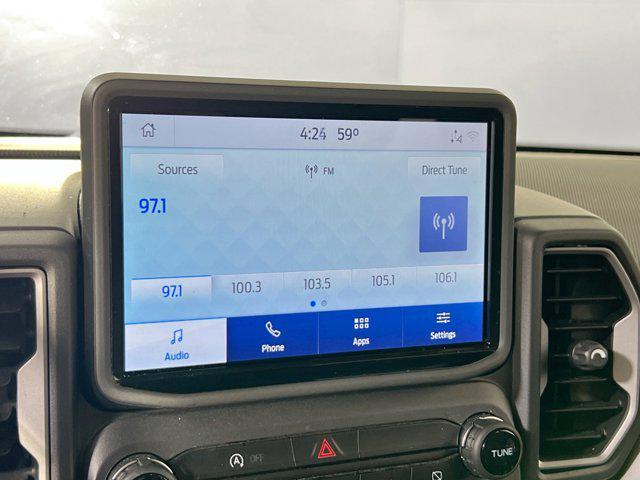 4:24 59°
Sources FM Direct Tune
97.1
97.1 100.3 103.5 105.1 106.1
Audio Phone Apps Settings
A OFF TUNE